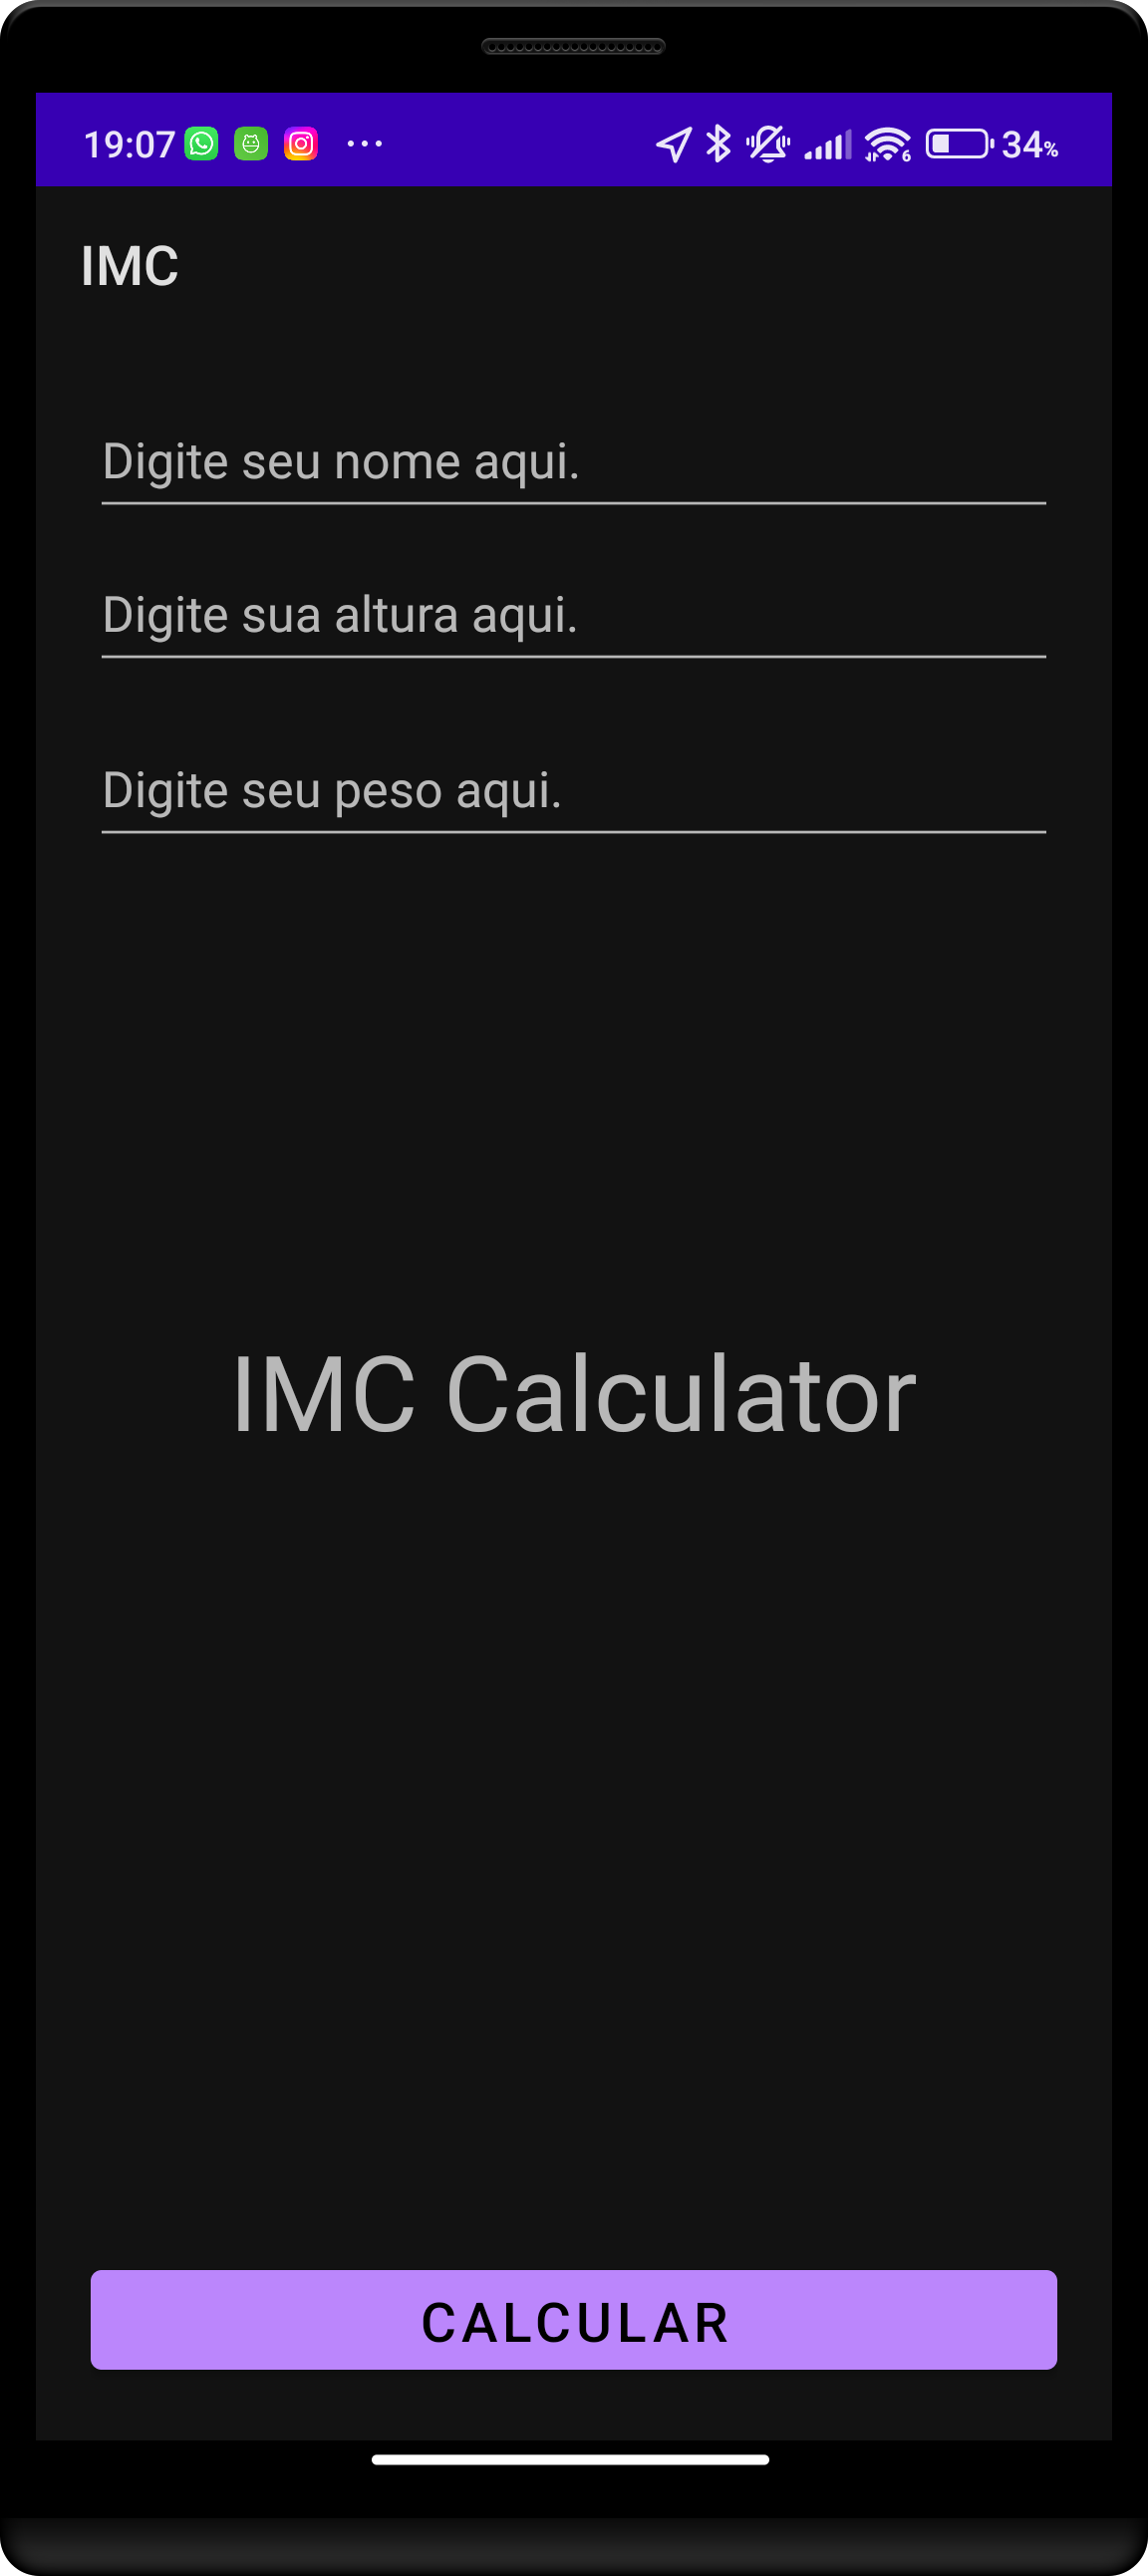 19:07 34%
IMC
Digite seu nome aqui.
Digite sua altura aqui.
Digite seu peso aqui.
IMC Calculator
CALCULAR